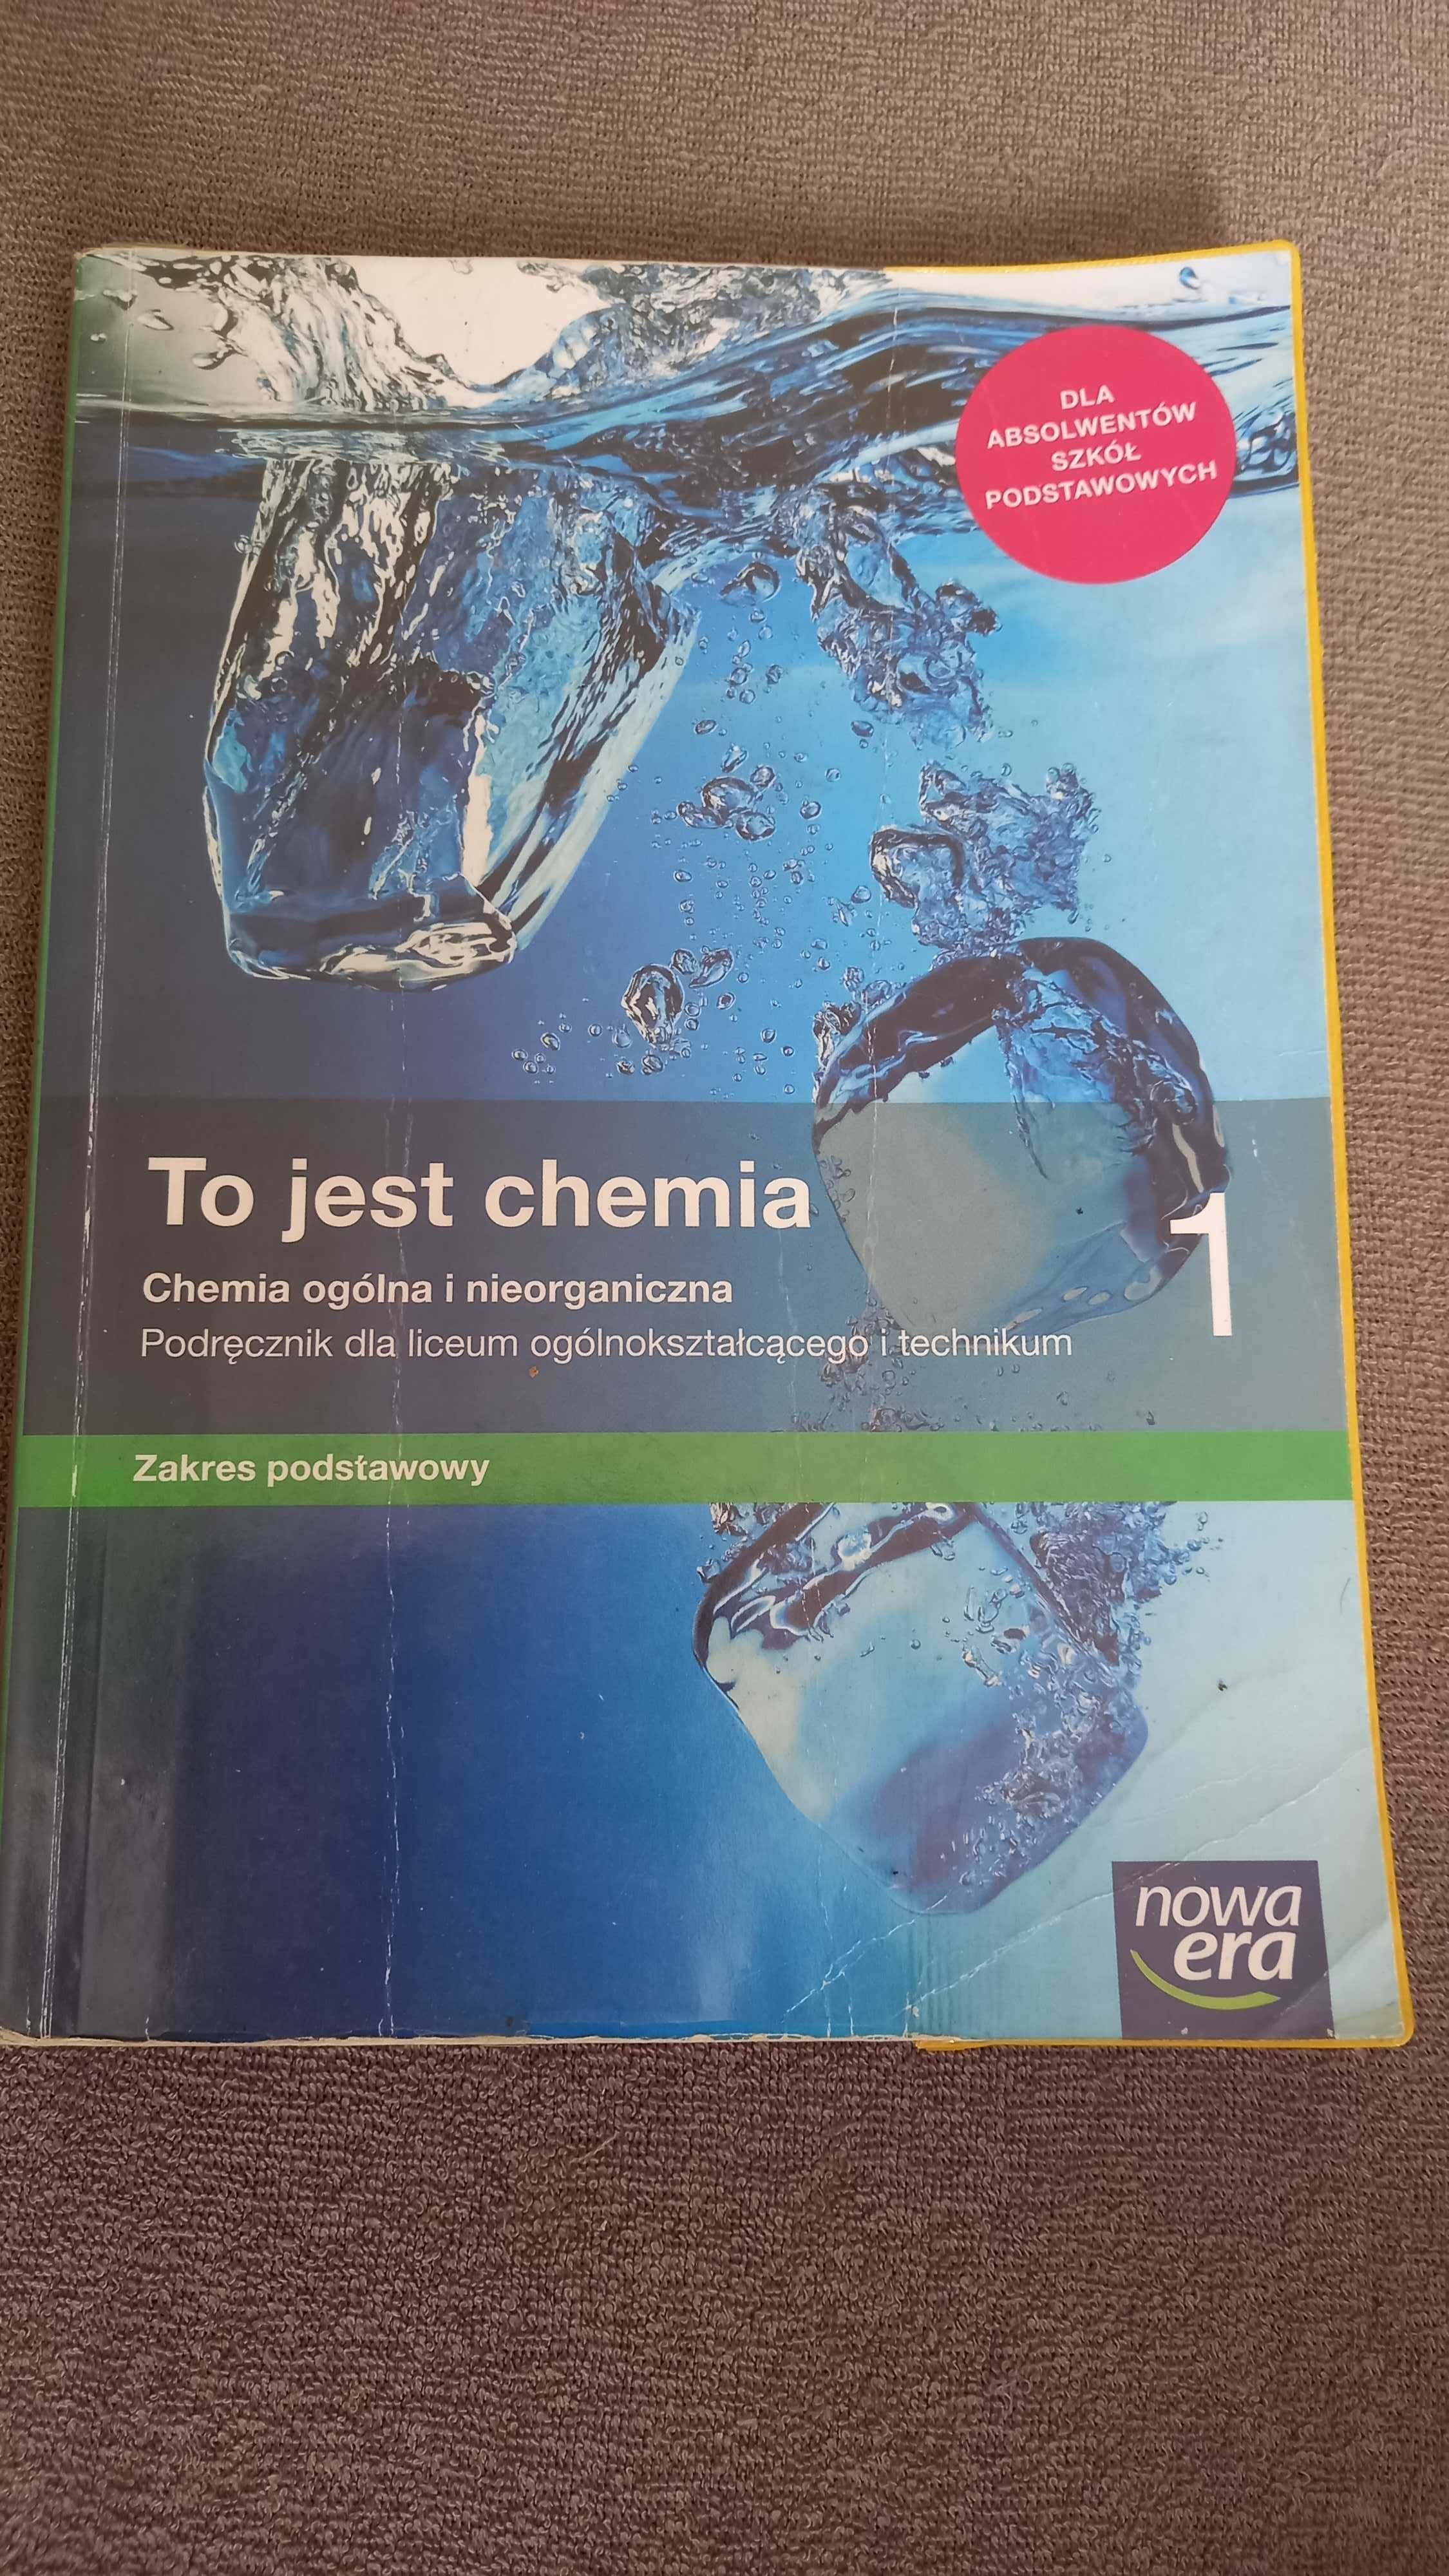 DLA
ABSOLWENTÓW
SZKÓŁ
PODSTAWOWYCH
To jest chemia
1
Chemia ogólna i nieorganiczna
Podręcznik dla liceum ogólnokształcącego i technikum
Zakres podstawowy
nowa
era